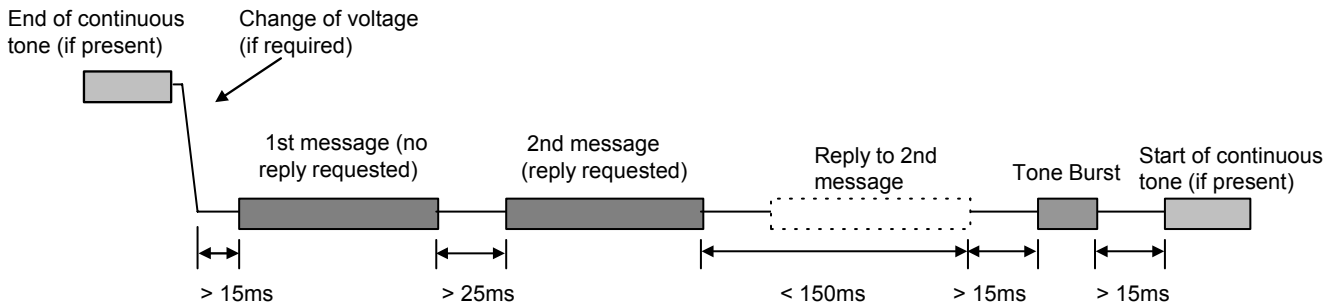 End of continuous
tone (if present)
Change of voltage
(if required)
1st message (no
reply requested)
2nd message
(reply requested)
Reply to 2nd
message
Tone Burst
Start of continuous
tone (if present)
> 15ms
> 25ms
< 150ms
> 15ms
> 15ms